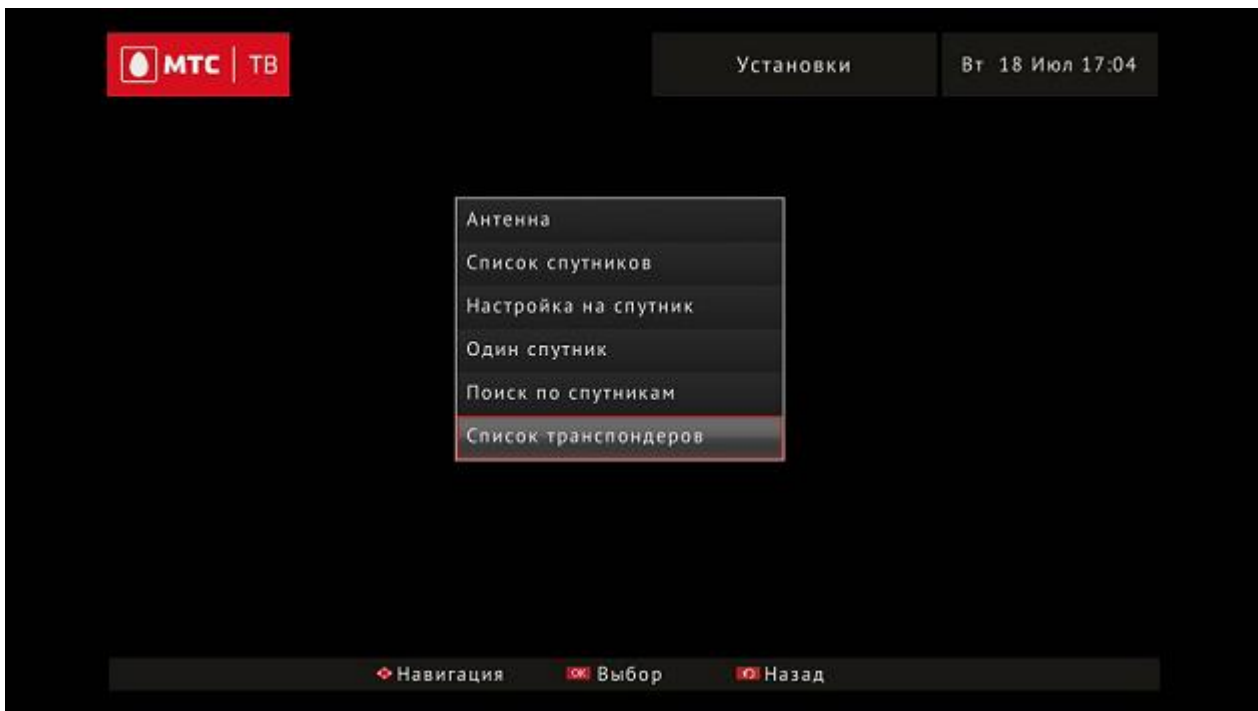 МТС | ТВ
Установки
Вт 18 Июл 17:04
Антенна
Список спутников
Настройка на спутник
Один спутник
Поиск по спутникам
Список транспондеров
Навигация OK Выбор Назад